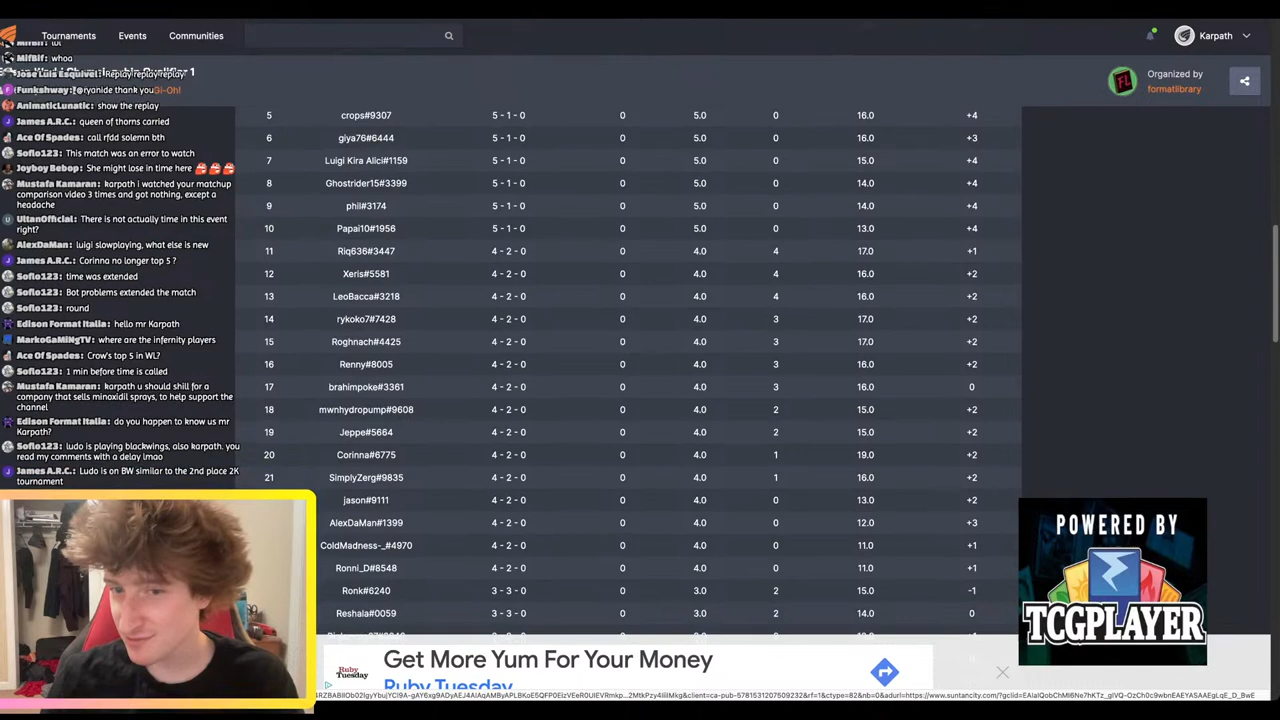 Tournaments Events Communities Karpath
MifBif: whoa
Jose Luis Esquivel: Replay replay replay
Funkshway: f@ryanide thank you Gi-Oh!
AnimaticLunatic: show the replay
James A.R.C.: queen of thorns carried
Ace Of Spades: call rfdd solemn bth
Soflo123: This match was an error to watch
Joyboy Bebop: She might lose in time here
Mustafa Kamaran: karpath i watched your matchup
comparison video 3 times and got nothing, except a
headache
UltanOfficial: There is not actually time in this event
right?
AlexDaMan: luigi slowplaying, what else is new
James A.R.C.: Corinna no longer top 5 ?
Soflo123: time was extended
Soflo123: Bot problems extended the match
Soflo123: round
Edison Format Italia: hello mr Karpath
MarkoGaMiNgTV: where are the infernity players
Ace Of Spades: Crow's top 5 in WL?
Soflo123: 1 min before time is called
Mustafa Kamaran: karpath u should shill for a
company that sells minoxidil sprays, to help support the
channel
Edison Format Italia: do you happen to know us mr
Karpath?
Soflo123: ludo is playing blackwings, also karpath. you
read my comments with a delay lmao
James A.R.C.: Ludo is on BW similar to the 2nd place 2K
tournament
Organized by
formatlibrary
5 crops#9307 5 - 1 - 0 0 5.0 0 16.0 +4
6 giya76#6444 5 - 1 - 0 0 5.0 0 16.0 +3
7 Luigi Kira Alici#1159 5 - 1 - 0 0 5.0 0 15.0 +4
8 Ghostrider15#3399 5 - 1 - 0 0 5.0 0 14.0 +4
9 phil#3174 5 - 1 - 0 0 5.0 0 14.0 +4
10 Papai10#1956 5 - 1 - 0 0 5.0 0 13.0 +4
11 Riq636#3447 4 - 2 - 0 0 4.0 4 17.0 +1
12 Xeris#5581 4 - 2 - 0 0 4.0 4 16.0 +2
13 LeoBacca#3218 4 - 2 - 0 0 4.0 4 16.0 +2
14 rykoko7#7428 4 - 2 - 0 0 4.0 3 17.0 +2
15 Roghnach#4425 4 - 2 - 0 0 4.0 3 17.0 +2
16 Renny#8005 4 - 2 - 0 0 4.0 3 16.0 +2
17 brahimpoke#3361 4 - 2 - 0 0 4.0 3 16.0 0
18 mwnhydropump#9608 4 - 2 - 0 0 4.0 2 15.0 +2
19 Jeppe#5664 4 - 2 - 0 0 4.0 2 15.0 +2
20 Corinna#6775 4 - 2 - 0 0 4.0 1 19.0 +2
21 SimplyZerg#9835 4 - 2 - 0 0 4.0 1 16.0 +2
jason#9111 4 - 2 - 0 0 4.0 0 13.0 +2
AlexDaMan#1399 4 - 2 - 0 0 4.0 0 12.0 +3
ColdMadness-_#4970 4 - 2 - 0 0 4.0 0 11.0 +1
Ronni_D#8548 4 - 2 - 0 0 4.0 0 11.0 +1
Ronk#6240 3 - 3 - 0 0 3.0 2 15.0 -1
Reshala#0059 3 - 3 - 0 0 3.0 2 14.0 0
POWERED BY
TCGPLAYER
Ruby
Tuesday
Get More Yum For Your Money
Ruby Tuesday